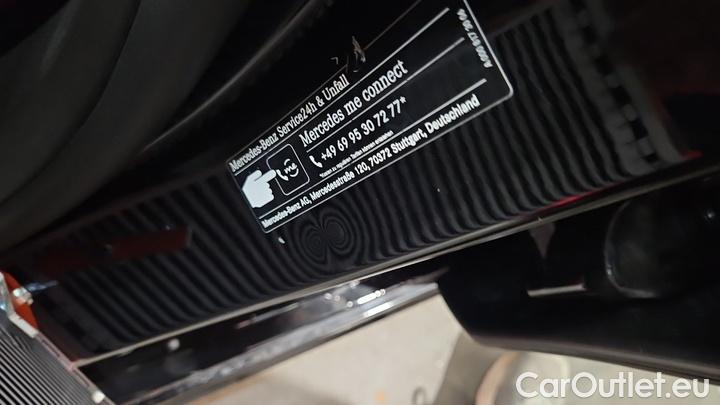 Mercedes-Benz Service24h & Unfall
Mercedes me connect
me
+49 69 95 30 72 77*
Mercedes-Benz AG, Mercedesstraße 120, 70372 Stuttgart, Deutschland
CarOutlet.eu